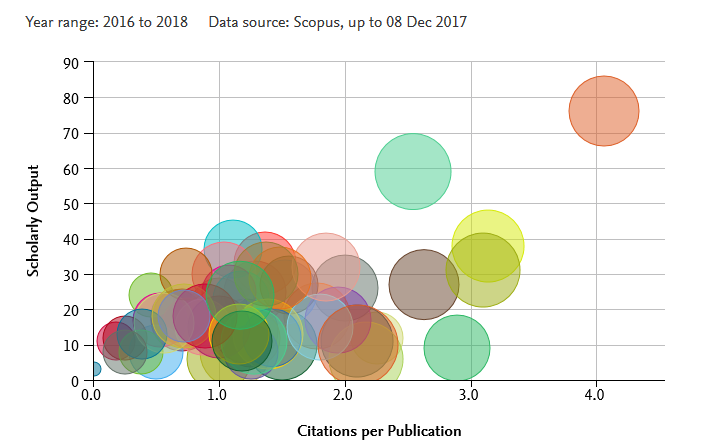 Year range: 2016 to 2018 Data source: Scopus, up to 08 Dec 2017
90
80
70
60
50
40
30
20
10
0
Scholarly Output
0.0 1.0 2.0 3.0 4.0
Citations per Publication